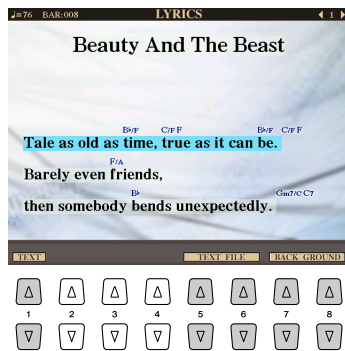 ♩=76 BAR:008 LYRICS 1
Beauty And The Beast
B♭/F C/F F B♭/F C/F F
Tale as old as time, true as it can be.
F/A
Barely even friends,
B♭ Gm7/C C7
then somebody bends unexpectedly.
TEXT TEXT FILE BACK GROUND
1 2 3 4 5 6 7 8